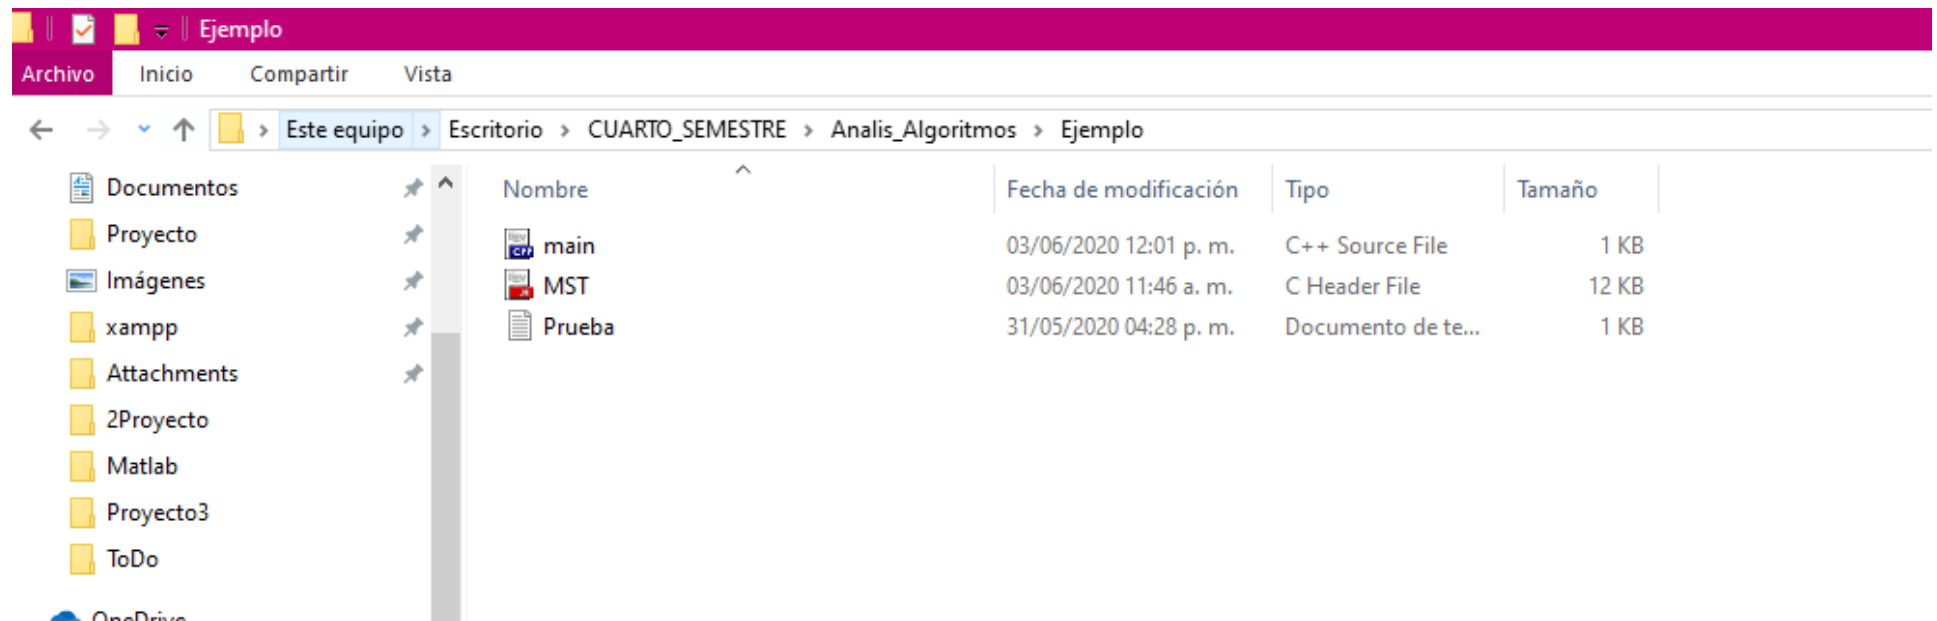 Ejemplo
Archivo Inicio Compartir Vista
Este equipo > Escritorio > CUARTO_SEMESTRE > Analis_Algoritmos > Ejemplo
Documentos
Proyecto
Imágenes
xampp
Attachments
2Proyecto
Matlab
Proyecto3
ToDo
OneDrive
Nombre Fecha de modificación Tipo Tamaño
main 03/06/2020 12:01 p. m. C++ Source File 1 KB
MST 03/06/2020 11:46 a. m. C Header File 12 KB
Prueba 31/05/2020 04:28 p. m. Documento de te... 1 KB